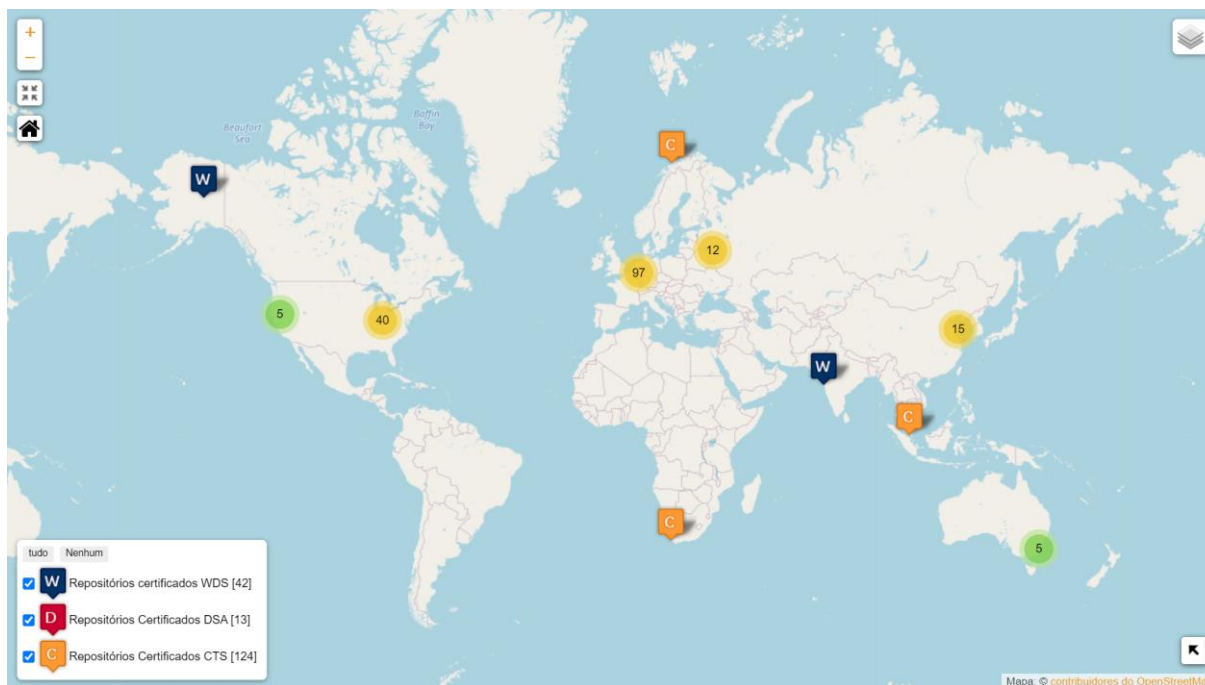 +
−
Beaufort
Sea
Baffin
Bay
C
W
12
97
5
40
15
W
C
C
5
tudo Nenhum
W Repositórios certificados WDS [42]
D Repositórios Certificados DSA [13]
C Repositórios Certificados CTS [124]
Mapa: © contribuidores do OpenStreetMa